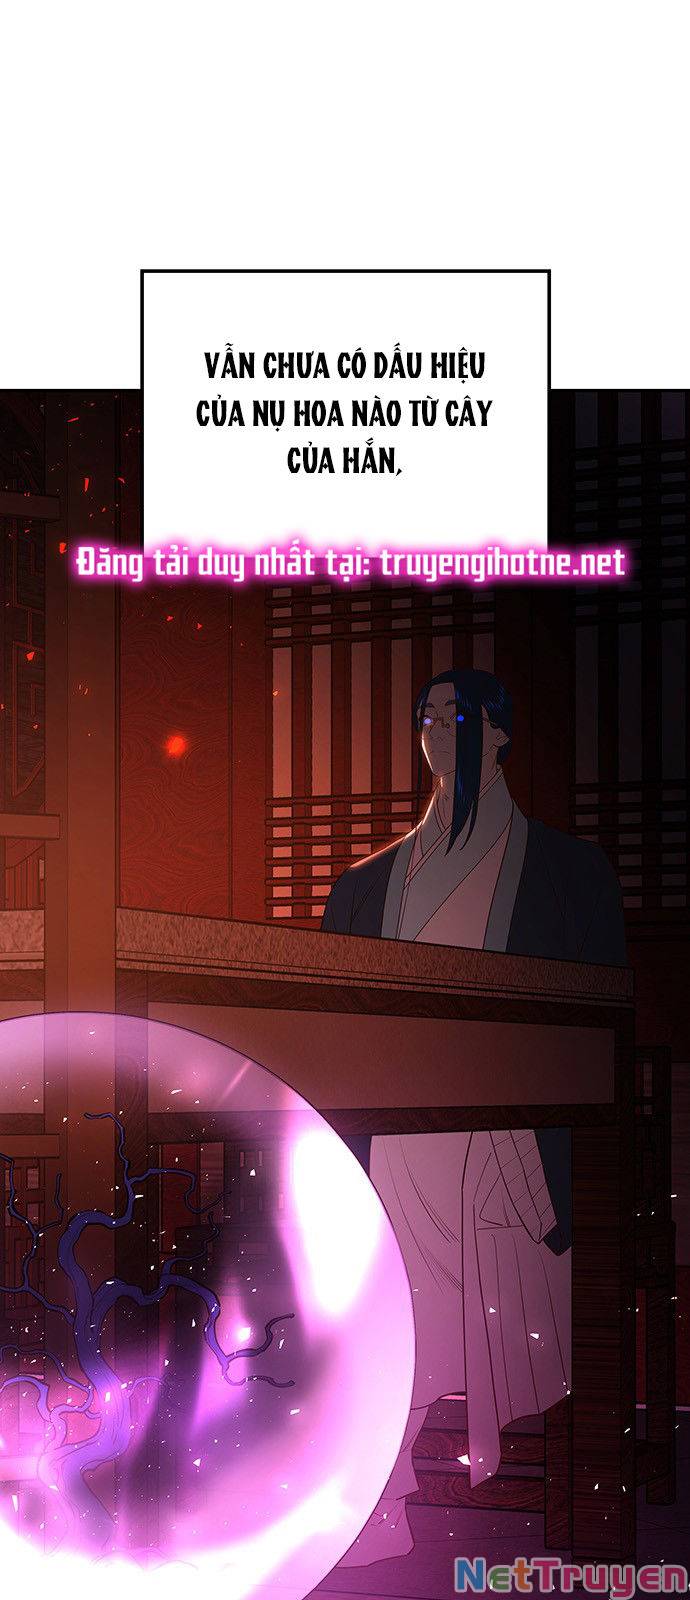 VẪN CHƯA CÓ DẤU HIỆU
CỦA NỤ HOA NÀO TỪ CÂY
CỦA HẮN,
Đăng tải duy nhất tại: truyengihotne.net
NetTruyen